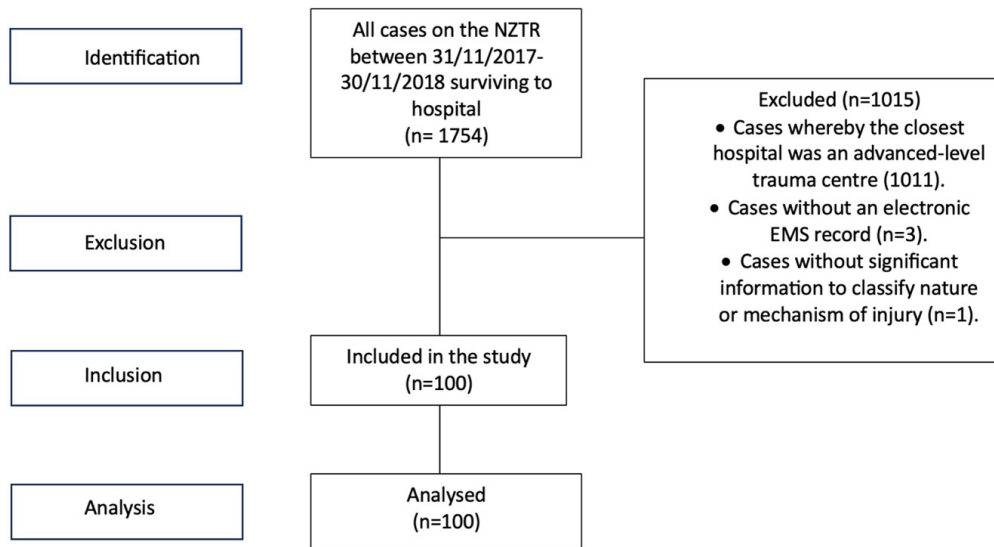 Identification
All cases on the NZTR
between 31/11/2017-
30/11/2018 surviving to
hospital
(n= 1754)
Excluded (n=1015)
• Cases whereby the closest
hospital was an advanced-level
trauma centre (1011).
• Cases without an electronic
EMS record (n=3).
• Cases without significant
information to classify nature
or mechanism of injury (n=1).
Exclusion
Inclusion
Included in the study
(n=100)
Analysis
Analysed
(n=100)